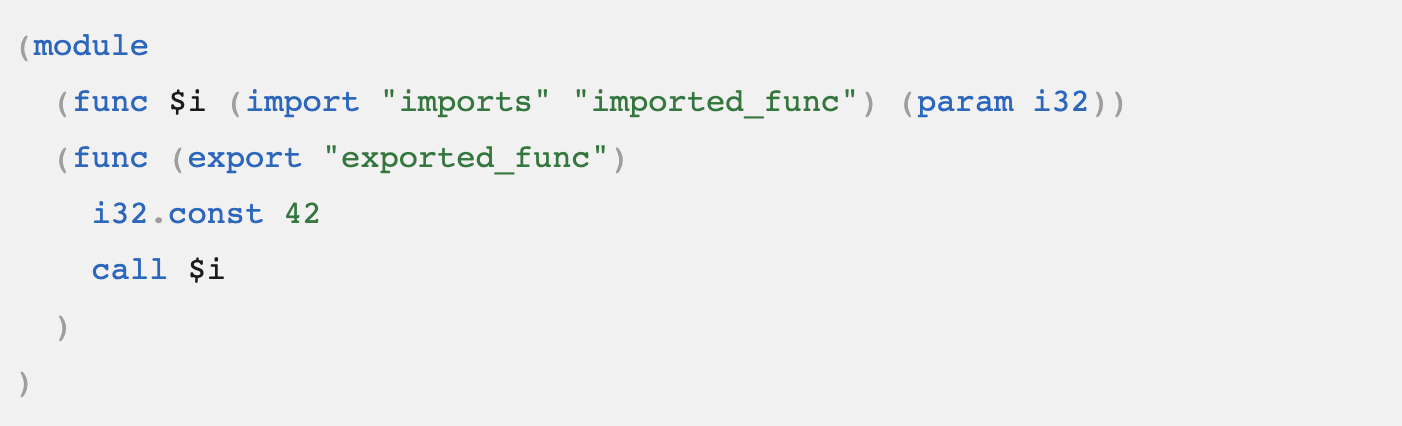 (module
  (func $i (import "imports" "imported_func") (param i32))
  (func (export "exported_func")
    i32.const 42
    call $i
  )
)